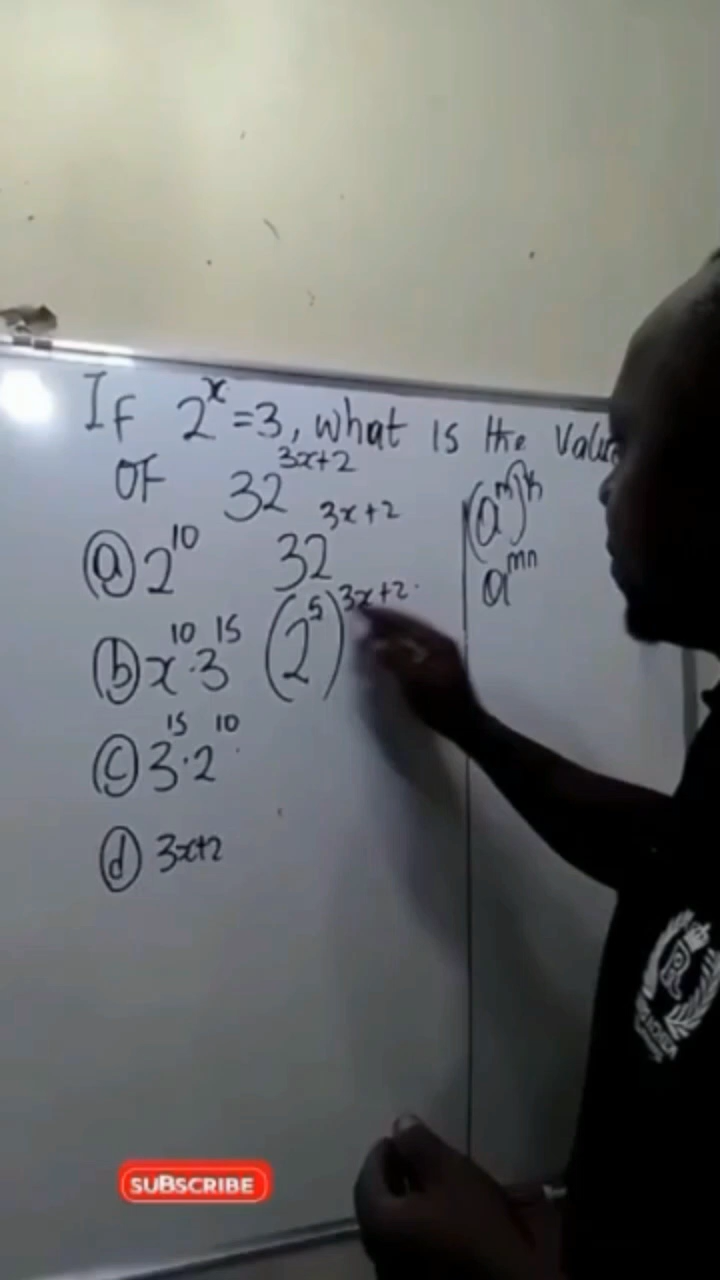 If 2^x = 3, what is the Value
OF 32^3x+2
(a) 2^10
(b) x^10 . 3^15
(c) 3^15 . 2^10
(d) 3x+2
32^3x+2
(2^5)^3x+2
(a^m)^n
a^mn
SUBSCRIBE